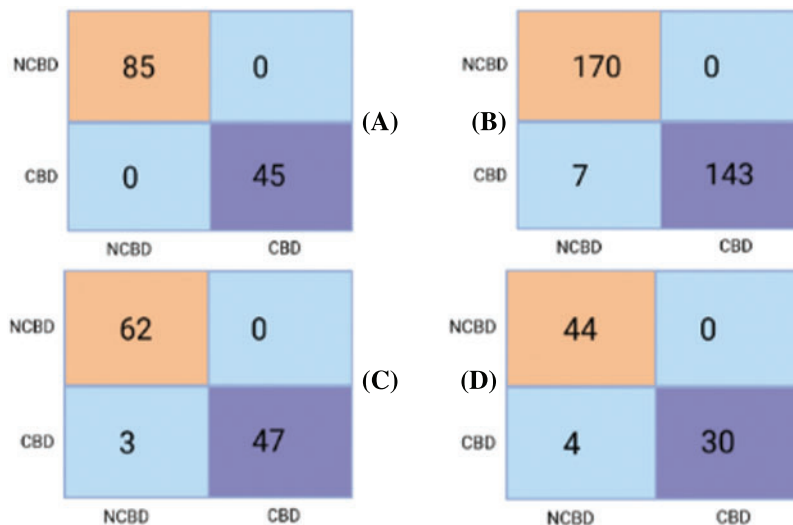 NCBD 85 0
(A)
CBD 0 45
NCBD CBD
NCBD 170 0
(B)
CBD 7 143
NCBD CBD
NCBD 62 0
(C)
CBD 3 47
NCBD CBD
NCBD 44 0
(D)
CBD 4 30
NCBD CBD